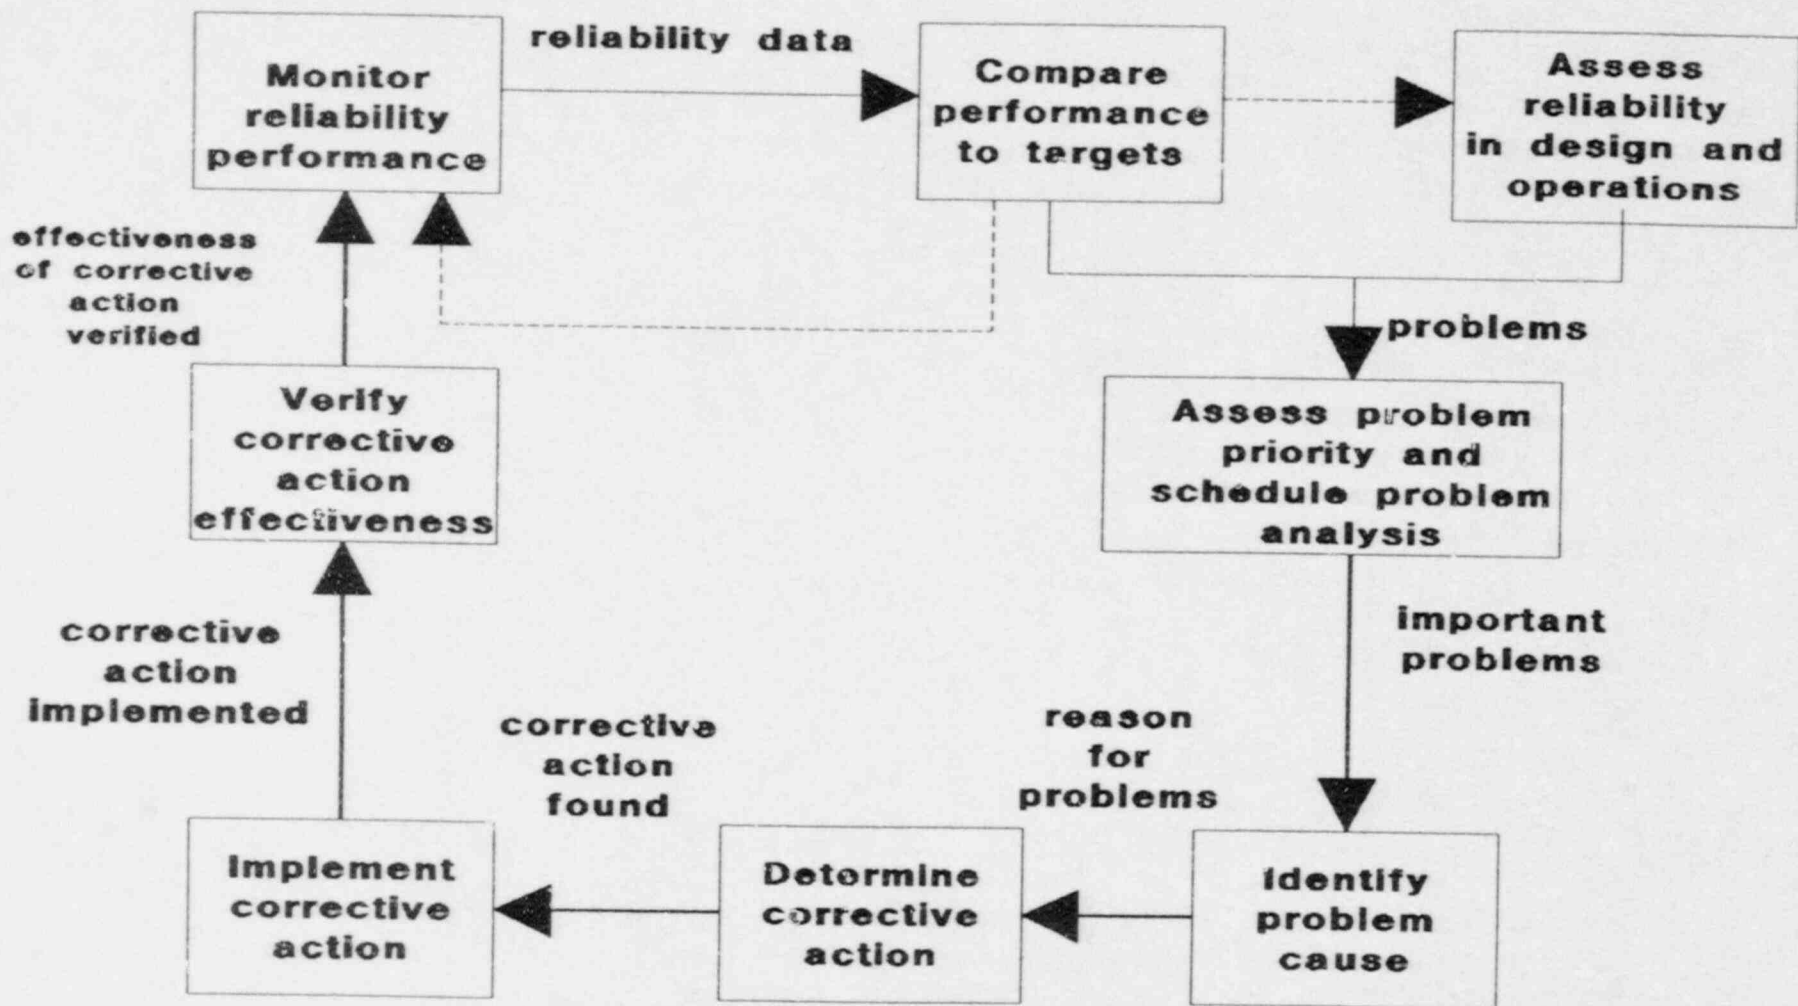 Monitor
reliability
performance
reliability data
Compare
performance
to targets
Assess
reliability
in design and
operations
effectiveness
of corrective
action
verified
problems
Verify
corrective
action
effectiveness
Assess problem
priority and
schedule problem
analysis
corrective
action
implemented
important
problems
corrective
action
found
reason
for
problems
Implement
corrective
action
Determine
corrective
action
Identify
problem
cause